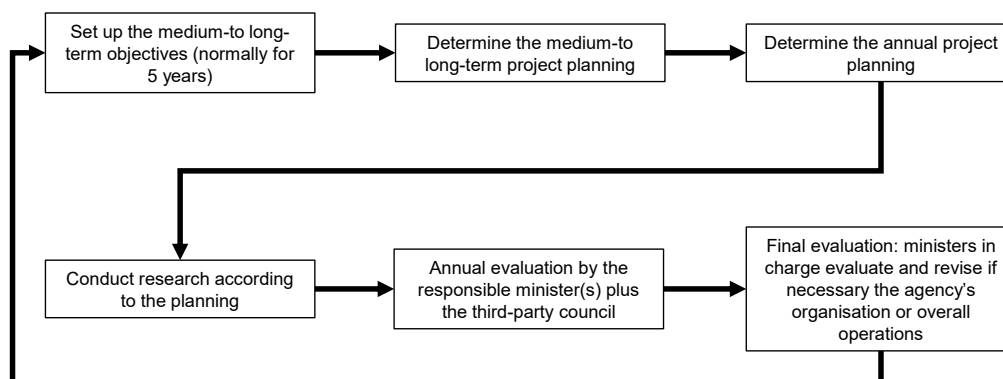 Set up the medium-to long-
term objectives (normally for
5 years)
Determine the medium-to
long-term project planning
Determine the annual project
planning
Conduct research according
to the planning
Annual evaluation by the
responsible minister(s) plus
the third-party council
Final evaluation: ministers in
charge evaluate and revise if
necessary the agency's
organisation or overall
operations